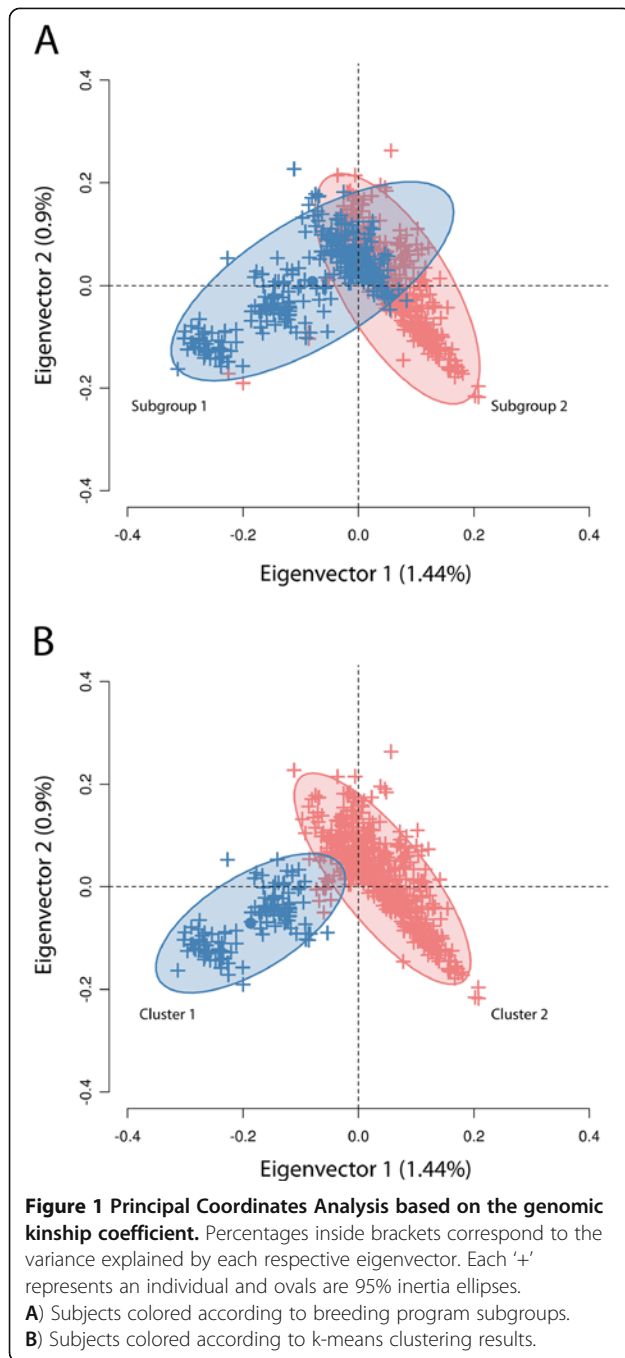 A
0.4
0.2
0.0
-0.2
-0.4
Eigenvector 2 (0.9%)
Subgroup 1
Subgroup 2
-0.4 -0.2 0.0 0.2 0.4
Eigenvector 1 (1.44%)
B
0.4
0.2
0.0
-0.2
-0.4
Eigenvector 2 (0.9%)
Cluster 1
Cluster 2
-0.4 -0.2 0.0 0.2 0.4
Eigenvector 1 (1.44%)
Figure 1 Principal Coordinates Analysis based on the genomic
kinship coefficient. Percentages inside brackets correspond to the
variance explained by each respective eigenvector. Each '+'
represents an individual and ovals are 95% inertia ellipses.
A) Subjects colored according to breeding program subgroups.
B) Subjects colored according to k-means clustering results.